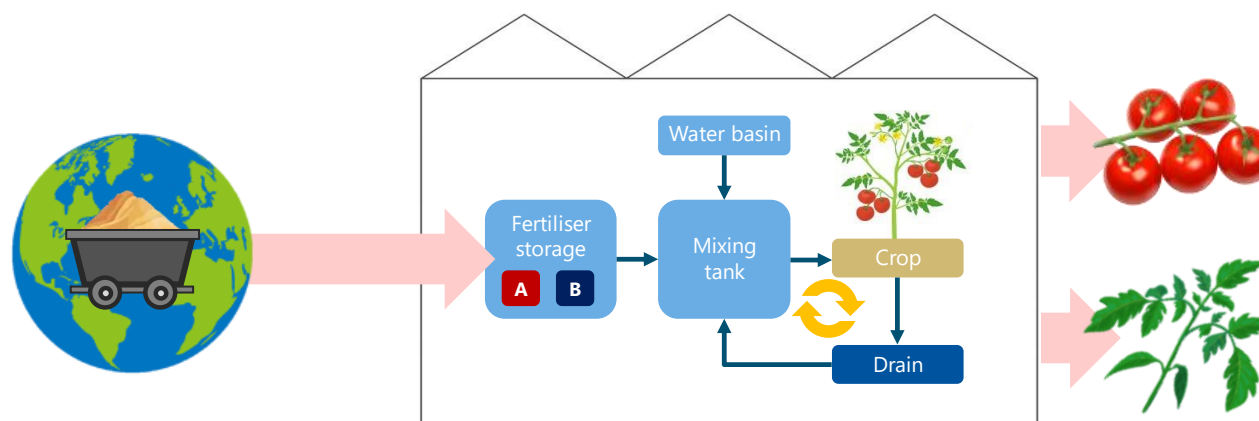 Water basin
Fertiliser
storage
A
B
Mixing
tank
Crop
Drain